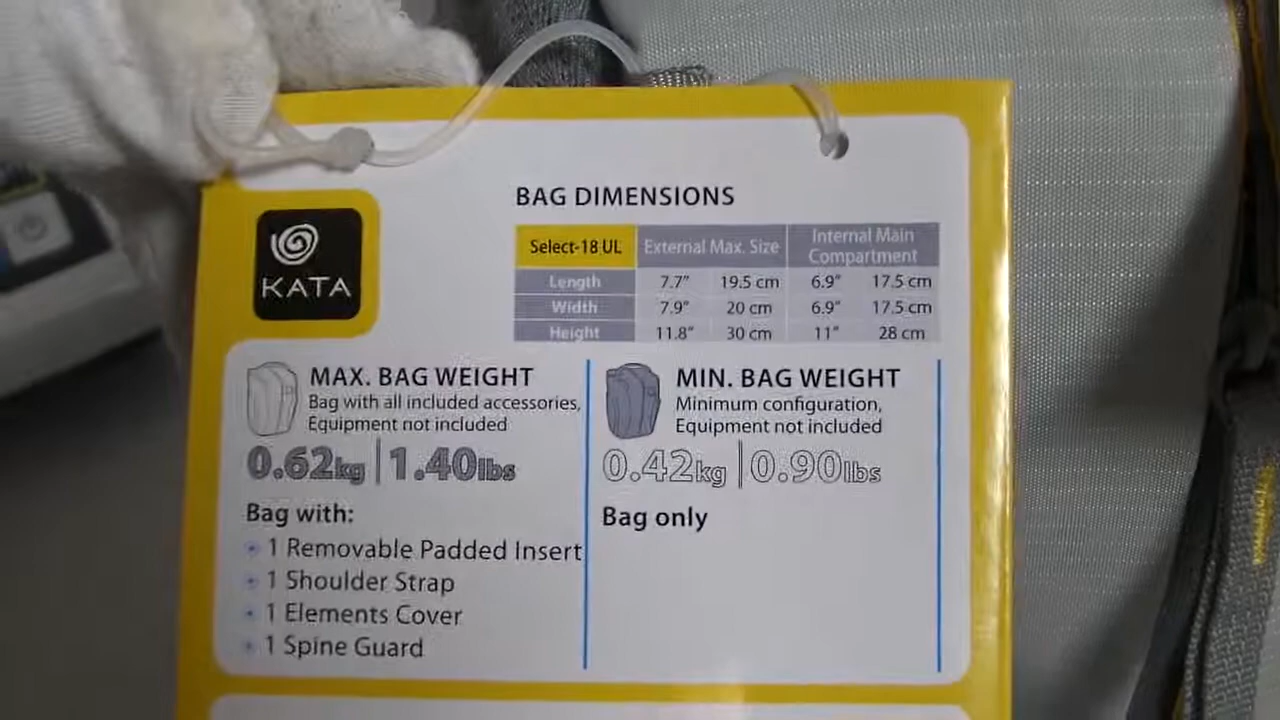 BAG DIMENSIONS
KATA
Select-18 UL External Max. Size Internal Main Compartment
Length 7.7" 19.5 cm 6.9" 17.5 cm
Width 7.9" 20 cm 6.9" 17.5 cm
Height 11.8" 30 cm 11" 28 cm
MAX. BAG WEIGHT
Bag with all included accessories,
Equipment not included
0.62kg | 1.40lbs
Bag with:
• 1 Removable Padded Insert
• 1 Shoulder Strap
• 1 Elements Cover
• 1 Spine Guard
MIN. BAG WEIGHT
Minimum configuration,
Equipment not included
0.42kg | 0.90lbs
Bag only